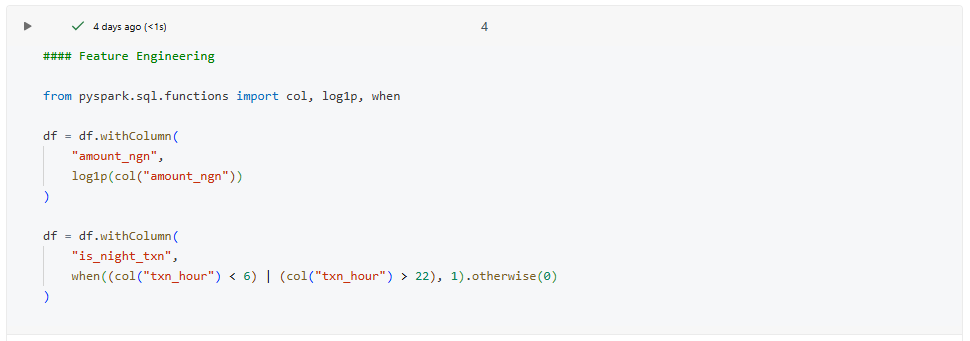 4 days ago (<1s)
4
#### Feature Engineering
from pyspark.sql.functions import col, log1p, when
df = df.withColumn(
"amount_ngn",
log1p(col("amount_ngn"))
)
df = df.withColumn(
"is_night_txn",
when((col("txn_hour") < 6) | (col("txn_hour") > 22), 1).otherwise(0)
)